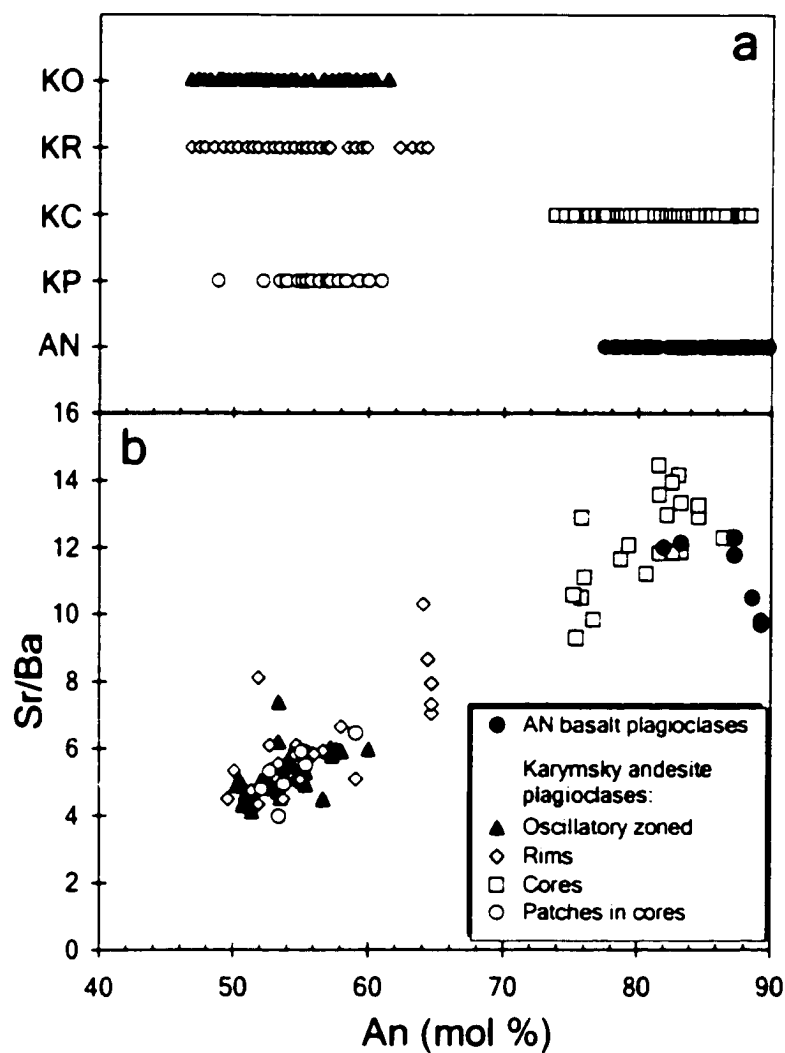 a
KO
KR
KC
KP
AN
16
b
14
12
10
8
6
4
2
0
Sr/Ba
AN basalt plagioclases
Karymsky andesite
plagioclases:
Oscillatory zoned
Rims
Cores
Patches in cores
40 50 60 70 80 90
An (mol %)